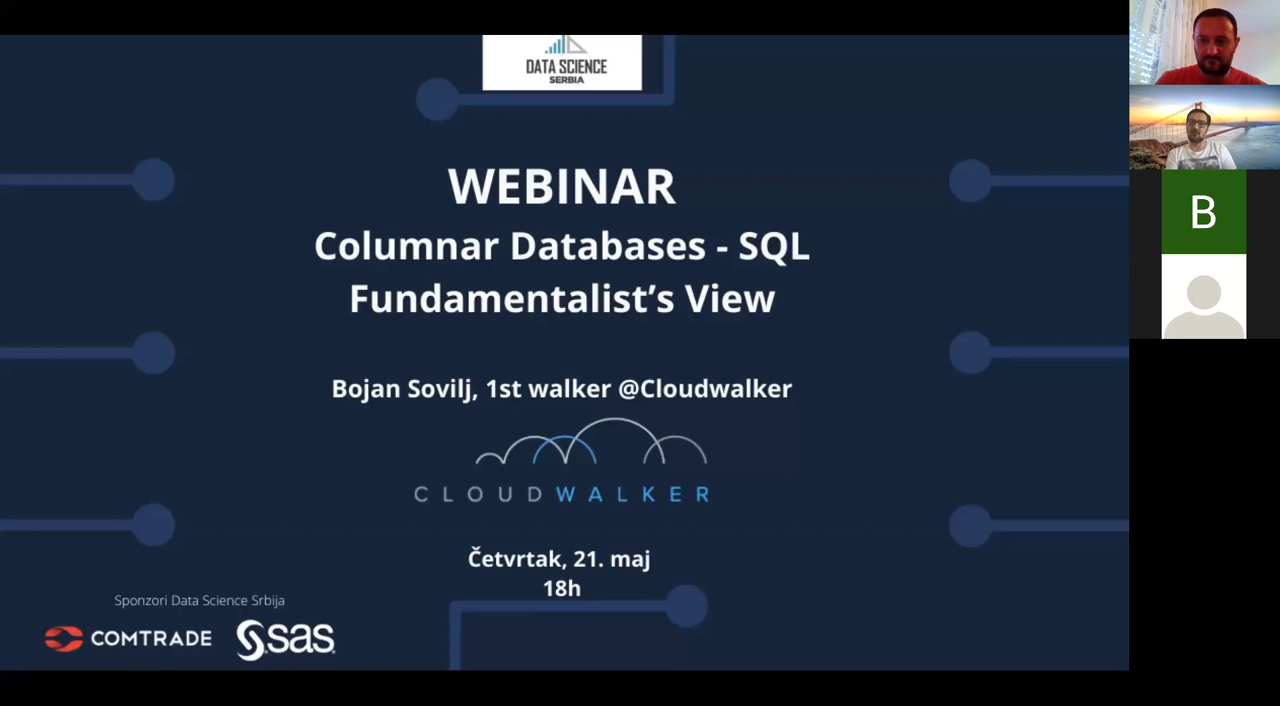 DATA SCIENCE
SERBIA
WEBINAR
Columnar Databases - SQL
Fundamentalist’s View
Bojan Sovilj, 1st walker @Cloudwalker
CLOUDWALKER
Četvrtak, 21. maj
18h
Sponzori Data Science Srbija
COMTRADE
sas
B